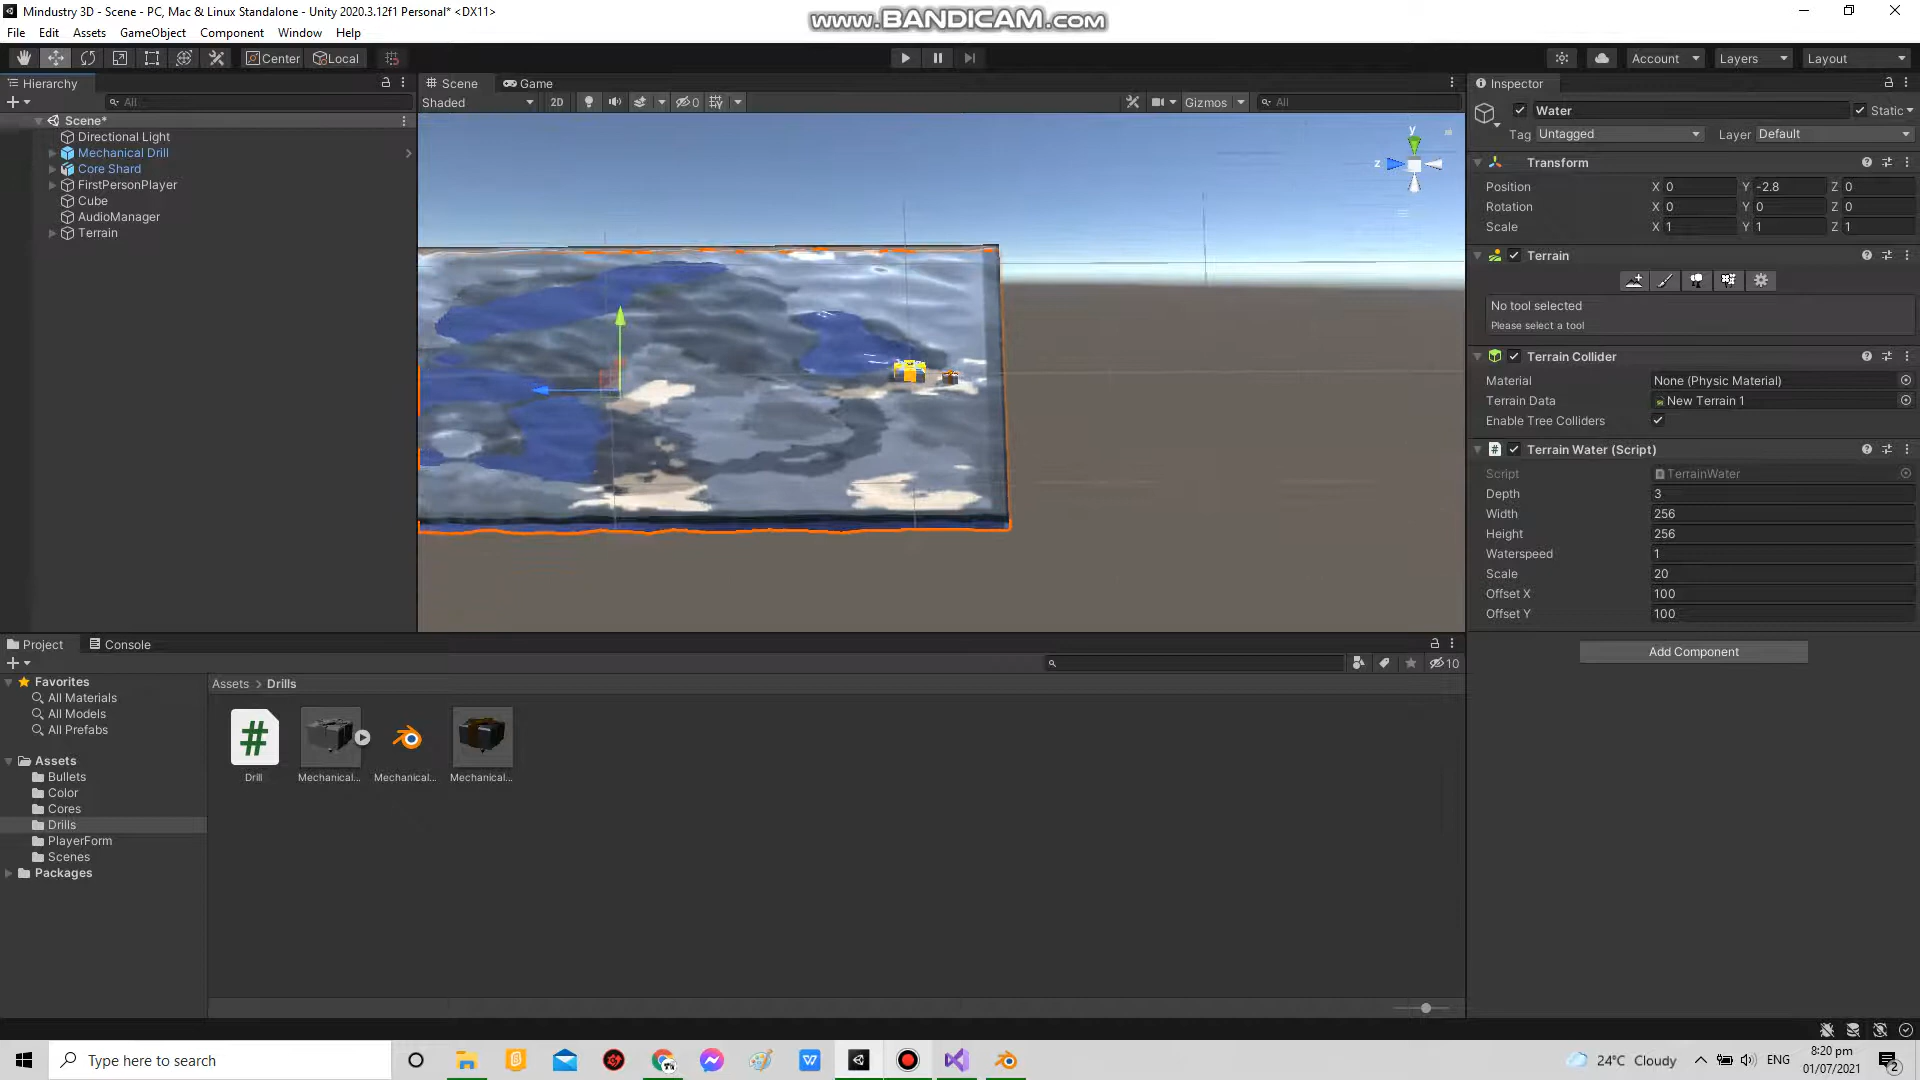 Mindustry 3D - Scene - PC, Mac & Linux Standalone - Unity 2020.3.12f1 Personal* <DX11>
www.BANDICAM.com
File Edit Assets GameObject Component Window Help
Center Local
Account Layers Layout
Hierarchy
All
Scene*
Directional Light
Mechanical Drill
Core Shard
FirstPersonPlayer
Cube
AudioManager
Terrain
Scene Game
Shaded 2D 0 Gizmos All
y
z
Inspector
Water Static
Tag Untagged Layer Default
Transform
Position X 0 Y -2.8 Z 0
Rotation X 0 Y 0 Z 0
Scale X 1 Y 1 Z 1
Terrain
No tool selected
Please select a tool
Terrain Collider
Material None (Physic Material)
Terrain Data New Terrain 1
Enable Tree Colliders
Terrain Water (Script)
Script TerrainWater
Depth 3
Width 256
Height 256
Waterspeed 1
Scale 20
Offset X 100
Offset Y 100
Add Component
Project Console
10
Favorites
All Materials
All Models
All Prefabs
Assets
Bullets
Color
Cores
Drills
PlayerForm
Scenes
Packages
Assets > Drills
Drill Mechanical... Mechanical... Mechanical...
Type here to search
24°C Cloudy
ENG
8:20 pm
01/07/2021
2